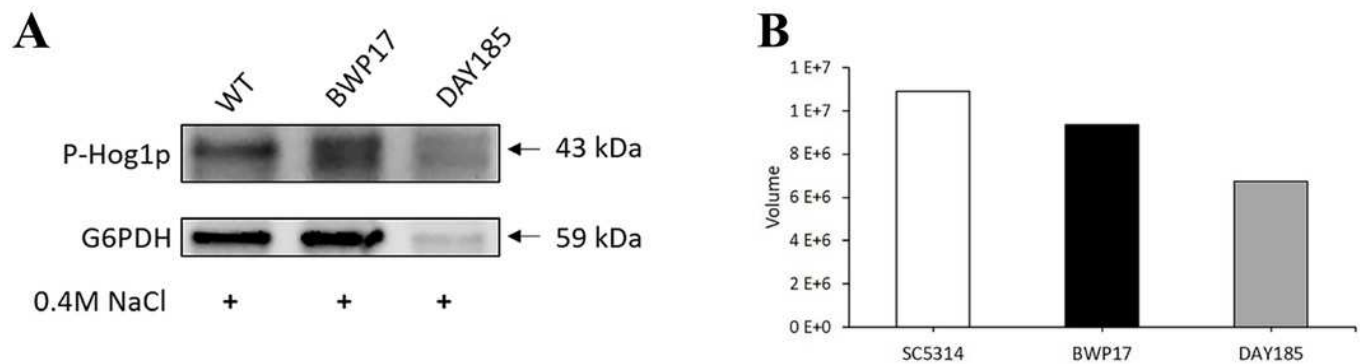 A
WT BWP17 DAY185
P-Hog1p ← 43 kDa
G6PDH ← 59 kDa
0.4M NaCl + + +
B
Volume
1 E+7
1 E+7
8 E+6
6 E+6
4 E+6
2 E+6
0 E+0
SC5314 BWP17 DAY185